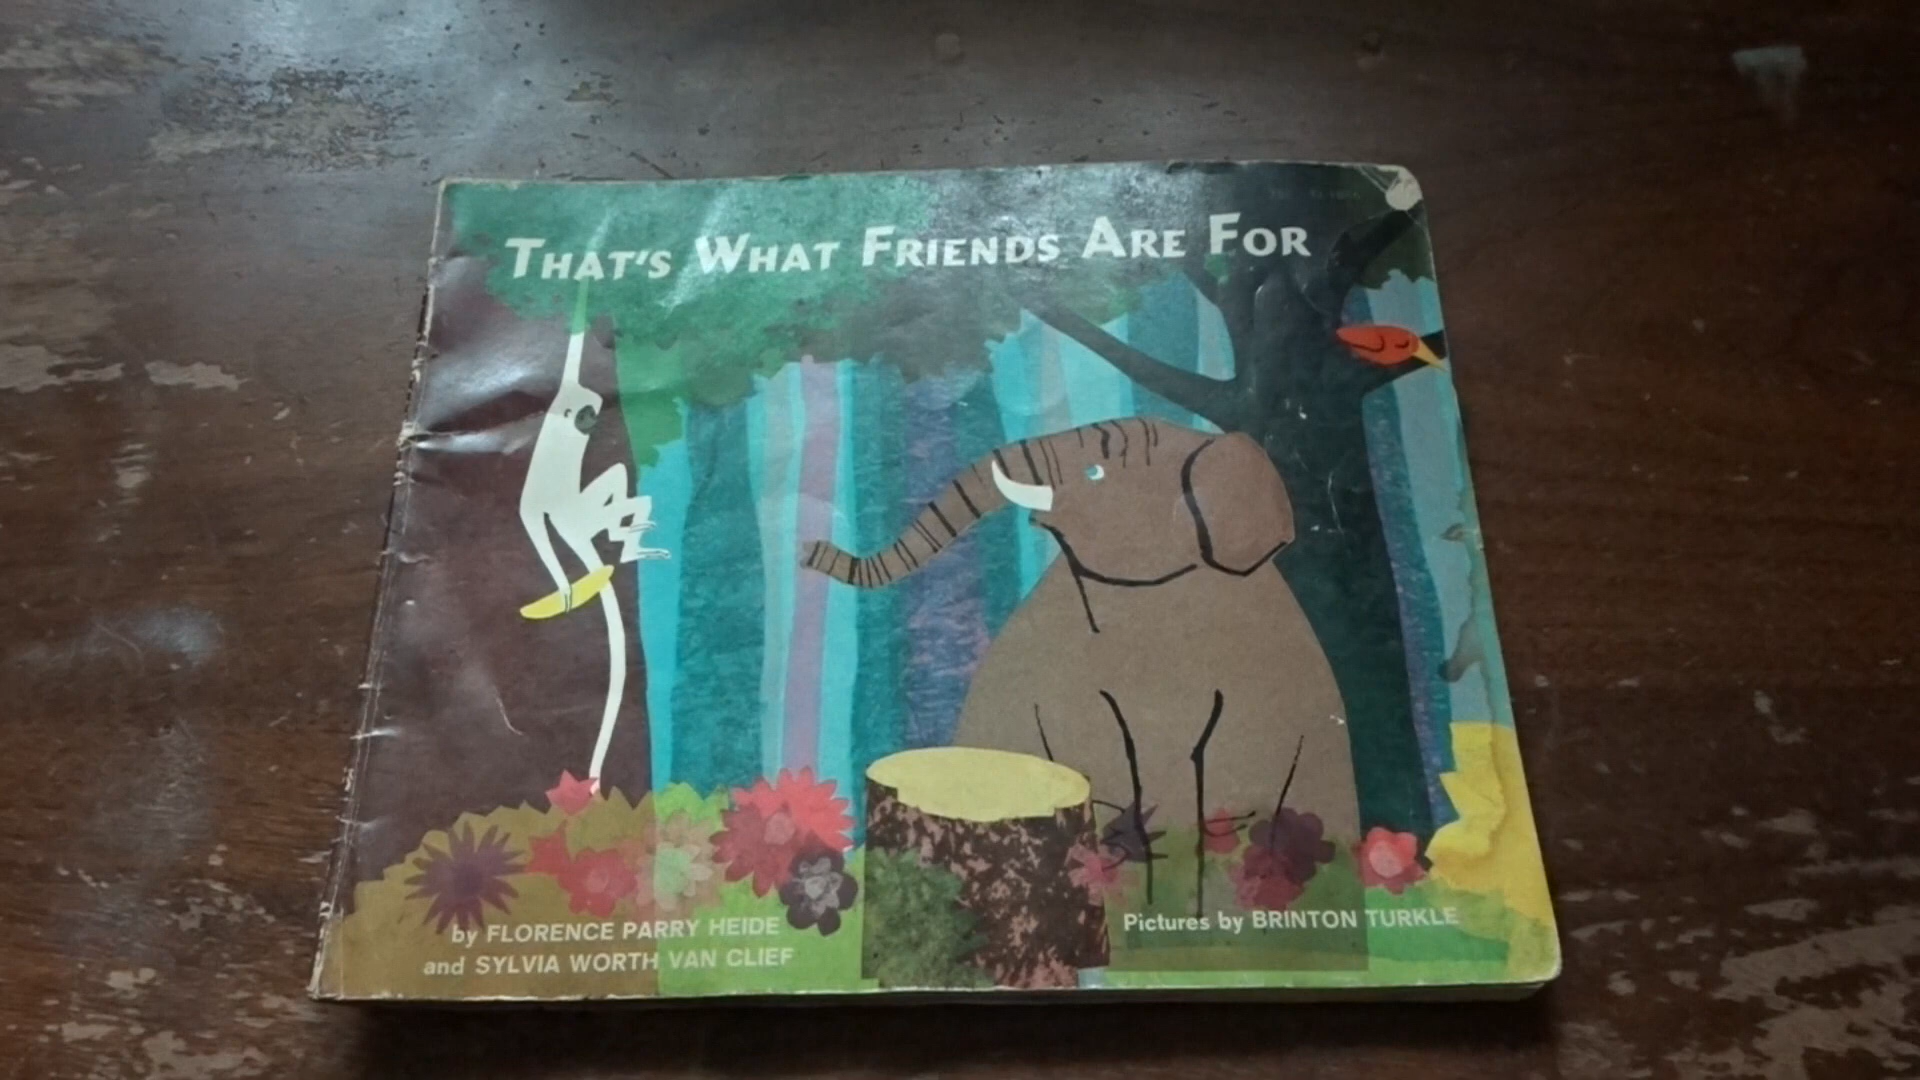 THAT'S WHAT FRIENDS ARE FOR
by FLORENCE PARRY HEIDE
and SYLVIA WORTH VAN CLIEF
Pictures by BRINTON TURKLE